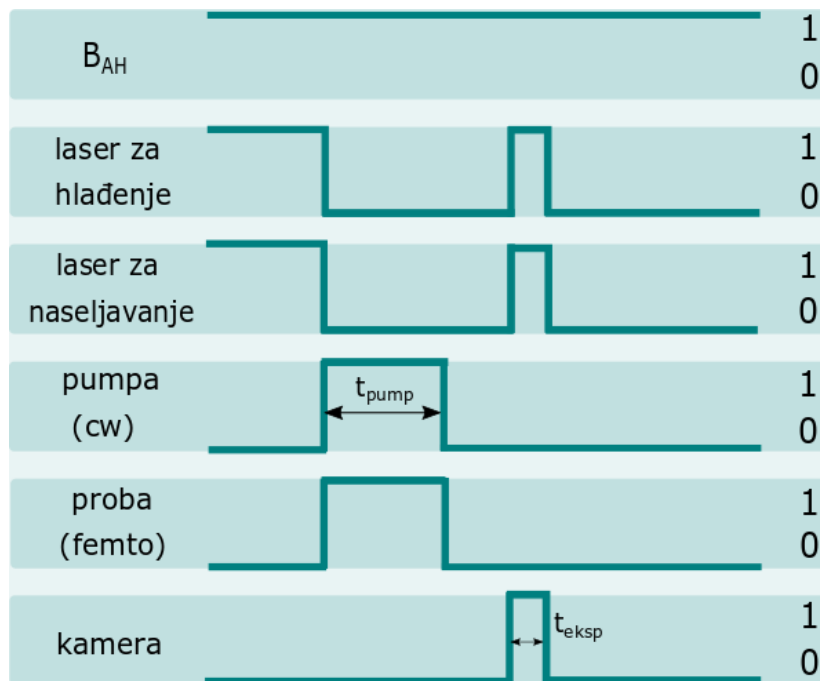 B_AH
1
0
laser za
hlađenje
1
0
laser za
naseljavanje
1
0
pumpa
(cw)
t_pump
1
0
proba
(femto)
1
0
kamera
t_eksp
1
0